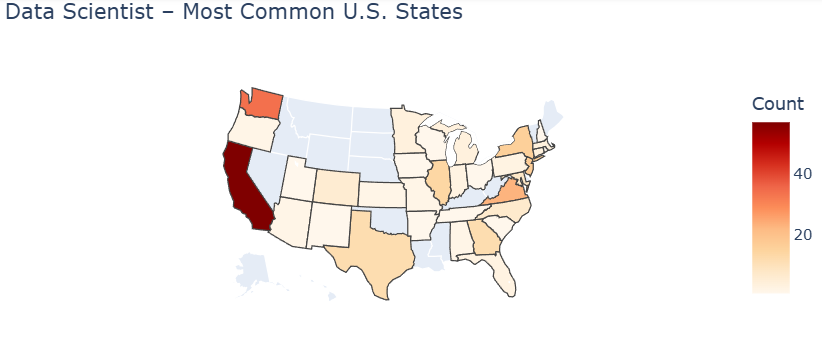 Data Scientist – Most Common U.S. States
Count
40
20